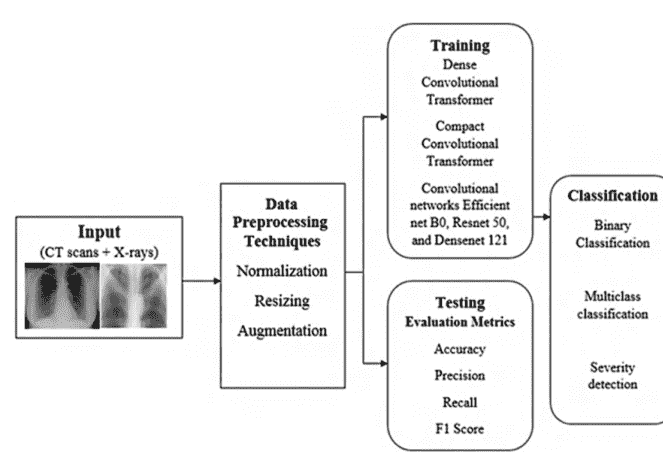 Input
(CT scans + X-rays)
Data
Preprocessing
Techniques
Normalization
Resizing
Augmentation
Training
Dense
Convolutional
Transformer
Compact
Convolutional
Transformer
Convolutional
networks Efficient
net B0, Resnet 50,
and Densenet 121
Testing
Evaluation Metrics
Accuracy
Precision
Recall
F1 Score
Classification
Binary
Classification
Multiclass
classification
Severity
detection